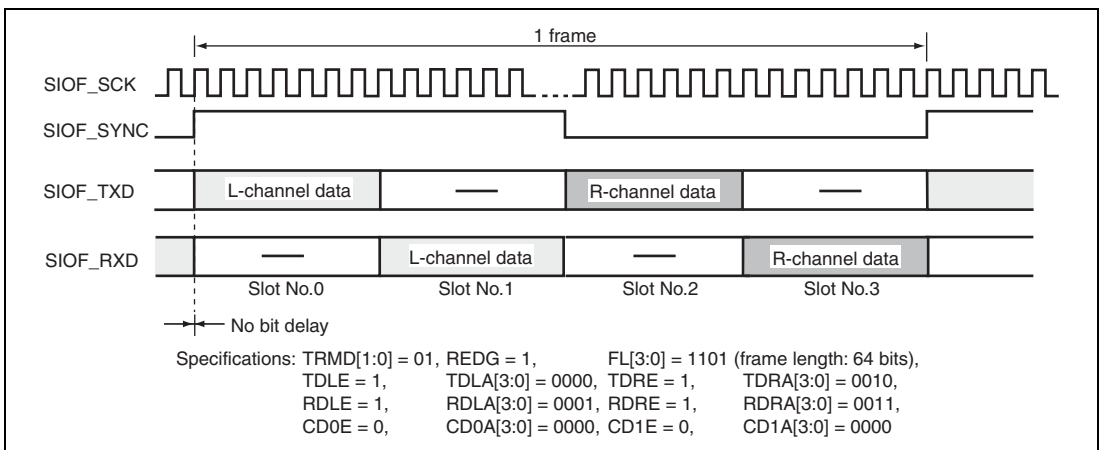 1 frame
SIOF_SCK
SIOF_SYNC
SIOF_TXD L-channel data — R-channel data —
SIOF_RXD — L-channel data — R-channel data
Slot No.0 Slot No.1 Slot No.2 Slot No.3
No bit delay
Specifications: TRMD[1:0] = 01, REDG = 1, FL[3:0] = 1101 (frame length: 64 bits),
TDLE = 1, TDLA[3:0] = 0000, TDRE = 1, TDRA[3:0] = 0010,
RDLE = 1, RDLA[3:0] = 0001, RDRE = 1, RDRA[3:0] = 0011,
CD0E = 0, CD0A[3:0] = 0000, CD1E = 0, CD1A[3:0] = 0000